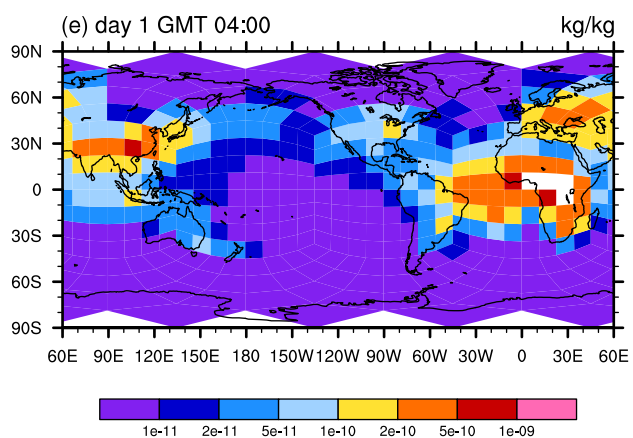 (e) day 1 GMT 04:00 kg/kg
90N
60N
30N
0
30S
60S
90S
60E 90E 120E 150E 180 150W 120W 90W 60W 30W 0 30E 60E
1e-11 2e-11 5e-11 1e-10 2e-10 5e-10 1e-09